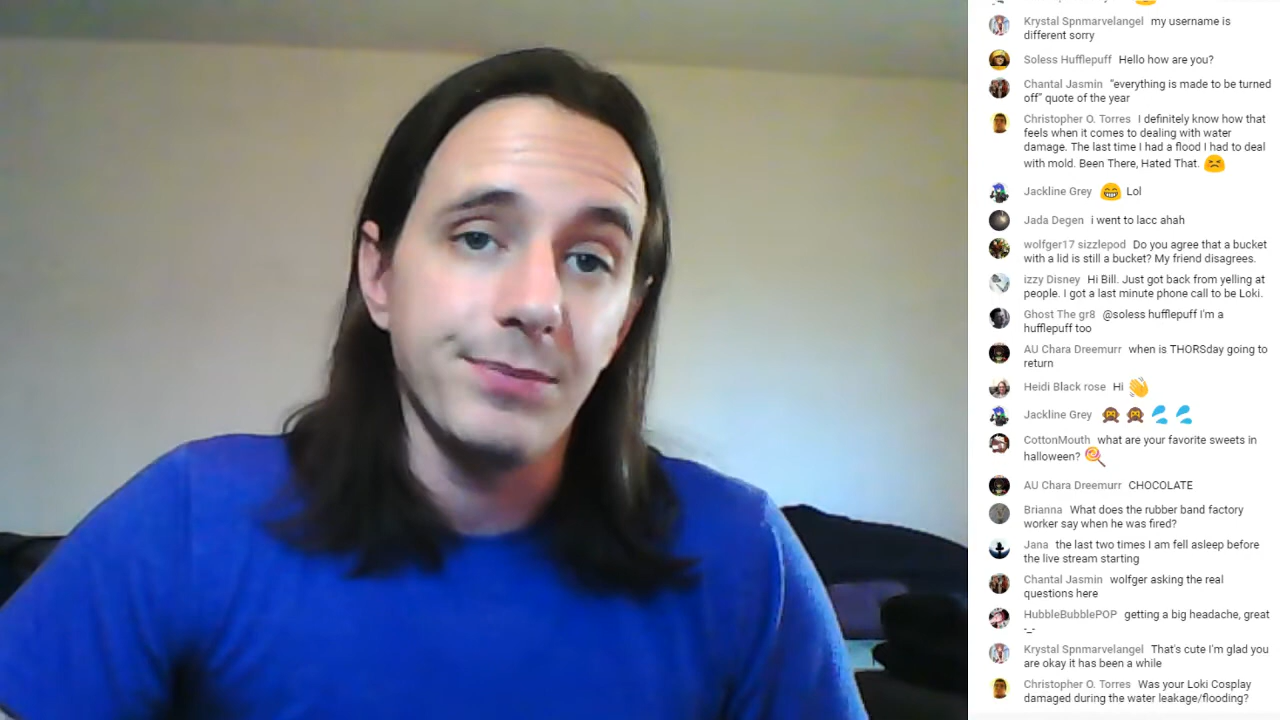 Krystal Spnmarvelangel my username is
different sorry
Soless Hufflepuff Hello how are you?
Chantal Jasmin "everything is made to be turned
off" quote of the year
Christopher O. Torres I definitely know how that
feels when it comes to dealing with water
damage. The last time I had a flood I had to deal
with mold. Been There, Hated That. 😣
Jackline Grey 😁 Lol
Jada Degen i went to lacc ahah
wolfger17 sizzlepod Do you agree that a bucket
with a lid is still a bucket? My friend disagrees.
izzy Disney Hi Bill. Just got back from yelling at
people. I got a last minute phone call to be Loki.
Ghost The gr8 @soless hufflepuff I'm a
hufflepuff too
AU Chara Dreemurr when is THORSday going to
return
Heidi Black rose Hi 👋
Jackline Grey 🙊 🙊 💦 💦
CottonMouth what are your favorite sweets in
halloween? 🍭
AU Chara Dreemurr CHOCOLATE
Brianna What does the rubber band factory
worker say when he was fired?
Jana the last two times I am fell asleep before
the live stream starting
Chantal Jasmin wolfger asking the real
questions here
HubbleBubblePOP getting a big headache, great
-_-
Krystal Spnmarvelangel That's cute I'm glad you
are okay it has been a while
Christopher O. Torres Was your Loki Cosplay
damaged during the water leakage/flooding?